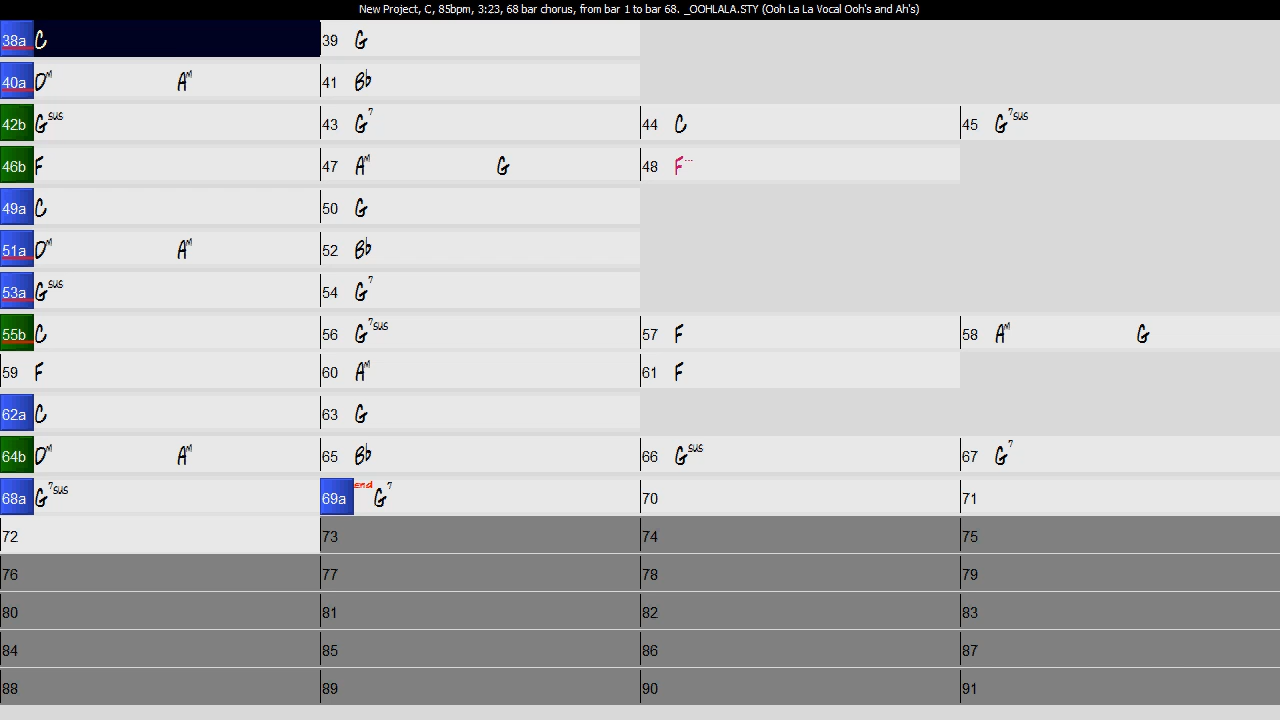 New Project, C, 85bpm, 3:23, 68 bar chorus, from bar 1 to bar 68. _OOHLALA.STY (Ooh La La Vocal Ooh's and Ah's)
38a C 39 G
40a Dᴹ Aᴹ 41 B♭
42b Gsus 43 G7 44 C 45 G7sus
46b F 47 Aᴹ G 48 F...
49a C 50 G
51a Dᴹ Aᴹ 52 B♭
53a Gsus 54 G7
55b C 56 G7sus 57 F 58 Aᴹ G
59 F 60 Aᴹ 61 F
62a C 63 G
64b Dᴹ Aᴹ 65 B♭ 66 Gsus 67 G7
68a G7sus 69a end G7 70 71
72 73 74 75
76 77 78 79
80 81 82 83
84 85 86 87
88 89 90 91